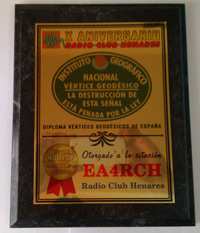 X ANIVERSARIO
RADIO CLUB HENARES
INSTITUTO GEOGRÁFICO
NACIONAL
VÉRTICE GEODÉSICO
LA DESTRUCCIÓN DE
ESTA SEÑAL
ESTÁ PENADA POR LA LEY
DIPLOMA VÉRTICES GEODÉSICOS DE ESPAÑA
Otorgado a la estación
EA4RCH
Radio Club Henares